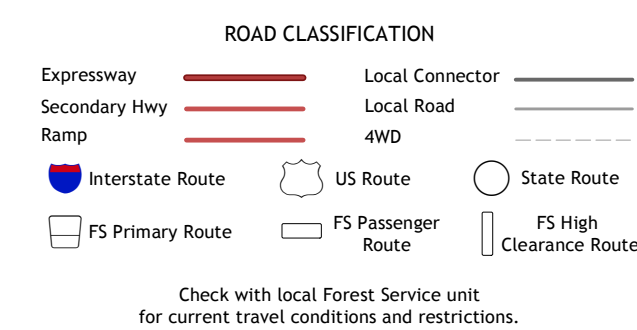 ROAD CLASSIFICATION
Expressway
Local Connector
Secondary Hwy
Local Road
Ramp
4WD
Interstate Route
US Route
State Route
FS Primary Route
FS Passenger
Route
FS High
Clearance Route
Check with local Forest Service unit
for current travel conditions and restrictions.